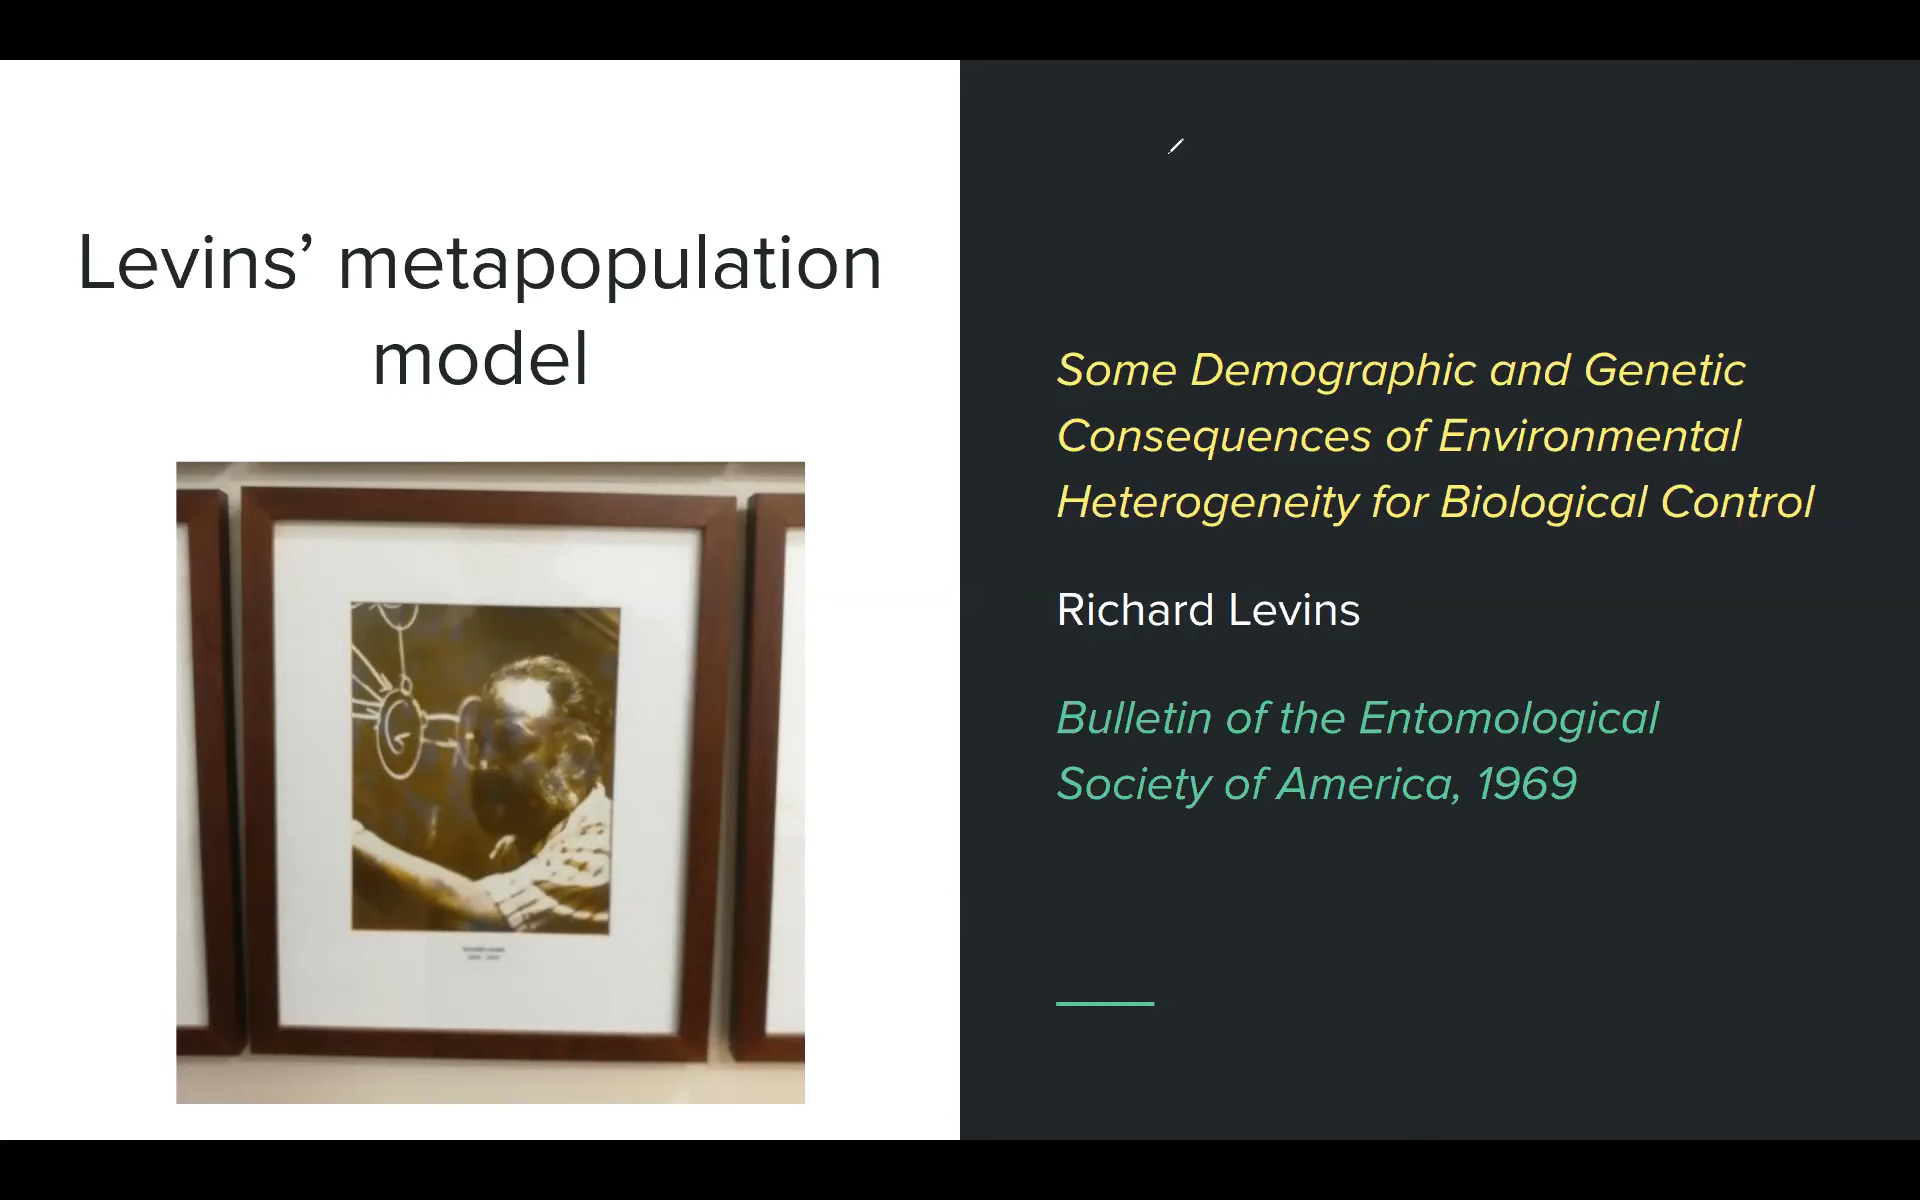 Levins’ metapopulation
model
Some Demographic and Genetic
Consequences of Environmental
Heterogeneity for Biological Control
Richard Levins
Bulletin of the Entomological
Society of America, 1969